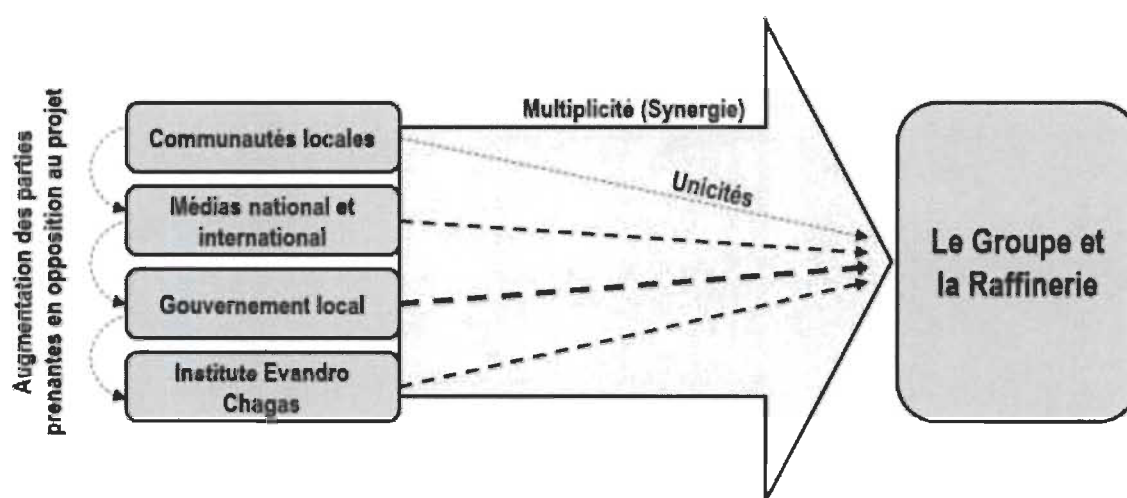 Augmentation des parties
prenantes en opposition au projet
Communautés locales
Médias national et
international
Gouvernement local
Institute Evandro
Chagas
Multiplicité (Synergie)
Unicités
Le Groupe et
la Raffinerie